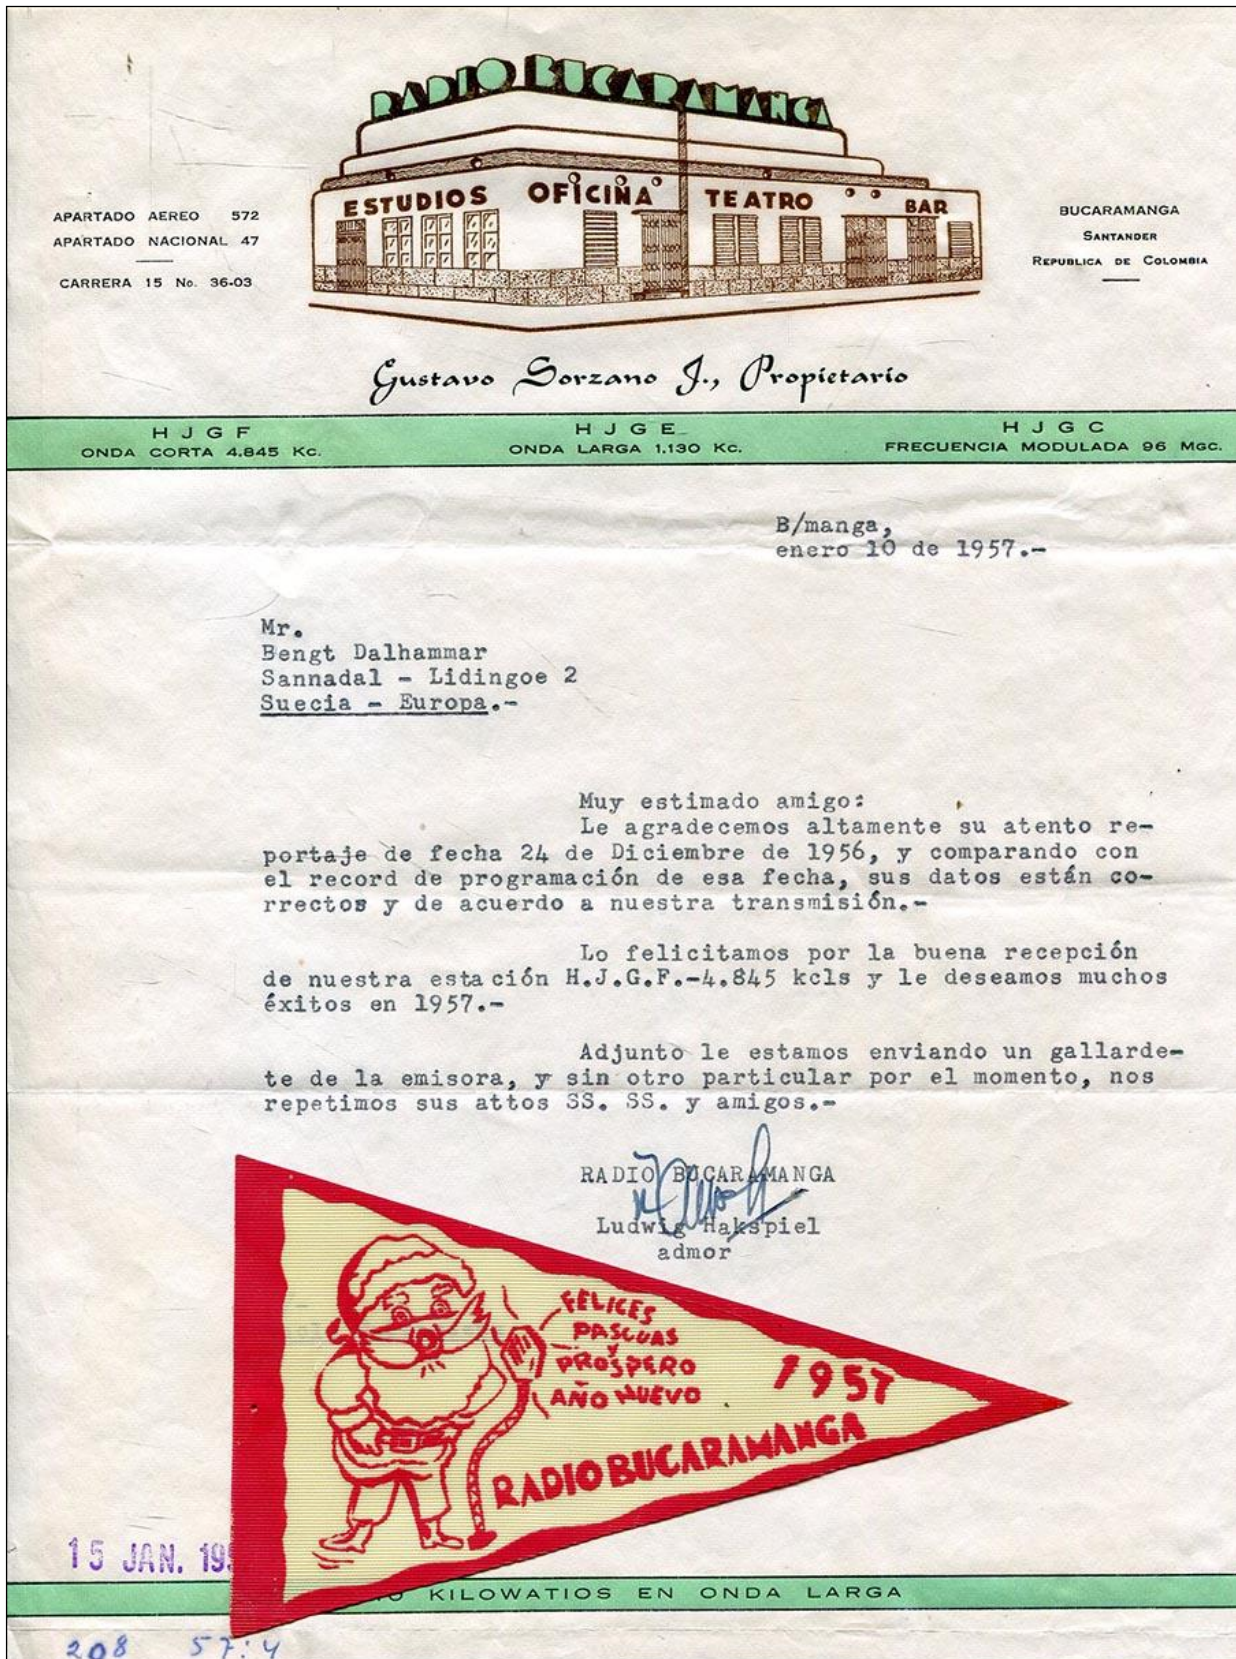 RADIO BUCARAMANGA
ESTUDIOS OFICINA TEATRO BAR
APARTADO AEREO 572
APARTADO NACIONAL 47
CARRERA 15 No. 36-03
BUCARAMANGA
SANTANDER
REPUBLICA DE COLOMBIA
Gustavo Sorzano J., Propietario
H J G F
ONDA CORTA 4.845 KC.
H J G E
ONDA LARGA 1.130 KC.
H J G C
FRECUENCIA MODULADA 96 MGC.
B/manga,
enero 10 de 1957.-
Mr.
Bengt Dalhammar
Sannadal - Lidingoe 2
Suecia - Europa.-
Muy estimado amigo:
Le agradecemos altamente su atento re-
portaje de fecha 24 de Diciembre de 1956, y comparando con
el record de programación de esa fecha, sus datos están co-
rrectos y de acuerdo a nuestra transmisión.-
Lo felicitamos por la buena recepción
de nuestra estación H.J.G.F.-4.845 kcls y le deseamos muchos
éxitos en 1957.-
Adjunto le estamos enviando un gallarde-
te de la emisora, y sin otro particular por el momento, nos
repetimos sus attos SS. SS. y amigos.-
RADIO BUCARAMANGA
Ludwig Hakspiel
admor
FELICES
PASCUAS
Y
PROSPERO
AÑO NUEVO
1957
RADIO BUCARAMANGA
15 JAN. 19
KILOWATIOS EN ONDA LARGA
208 57:4